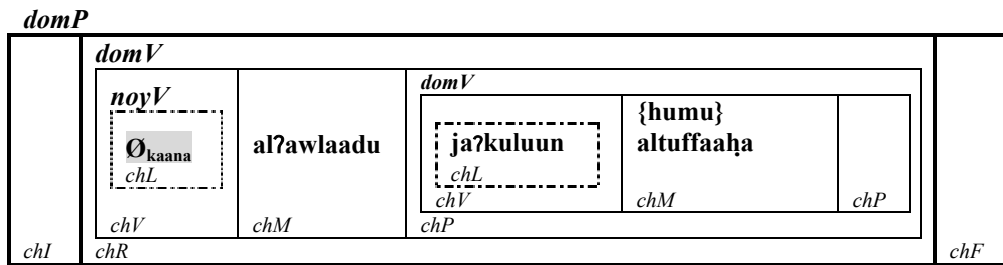 domP
domV
noyV
domV
Økaana
al?awlaadu
ja?kuluun
{humu}
altuffaaḥa
chL
chL
chV
chM
chP
chV
chM
chP
chI
chR
chF